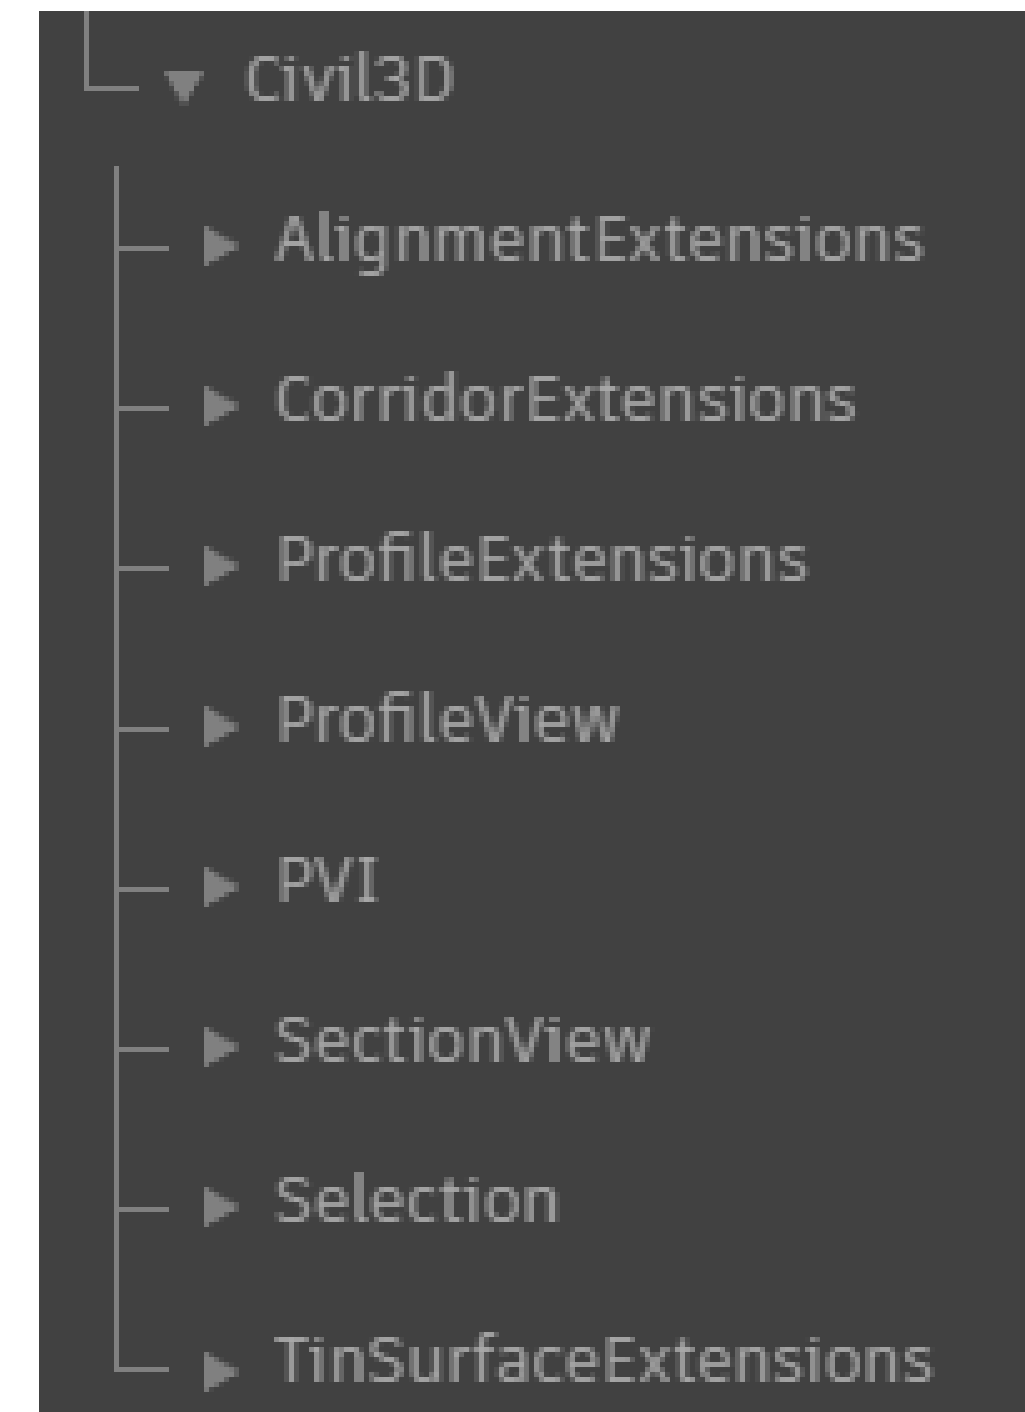 Civil3D
AlignmentExtensions
CorridorExtensions
ProfileExtensions
ProfileView
PVI
SectionView
Selection
TinSurfaceExtensions